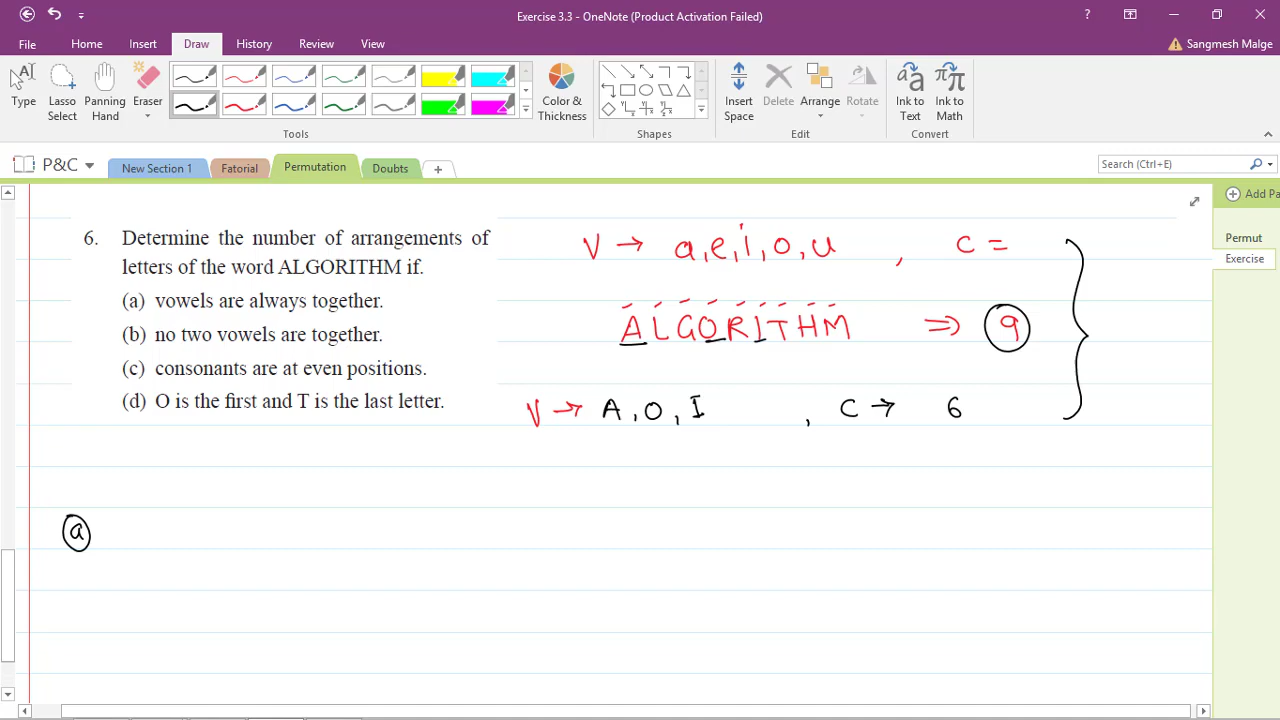 Exercise 3.3 - OneNote (Product Activation Failed)
?
File Home Insert Draw History Review View
Sangmesh Malge
Type
Lasso Select
Panning Hand
Eraser
Color & Thickness
Insert Space
Delete
Arrange
Rotate
Ink to Text
Ink to Math
Tools
Shapes
Edit
Convert
P&C
New Section 1
Fatorial
Permutation
Doubts
Search (Ctrl+E)
Add Pa
Permut
Exercise
6. Determine the number of arrangements of
letters of the word ALGORITHM if.
(a) vowels are always together.
(b) no two vowels are together.
(c) consonants are at even positions.
(d) O is the first and T is the last letter.
V → a, e, i, o, u , C =
ALGORITHM ⇒ 9
V → A, O, I , C → 6
a